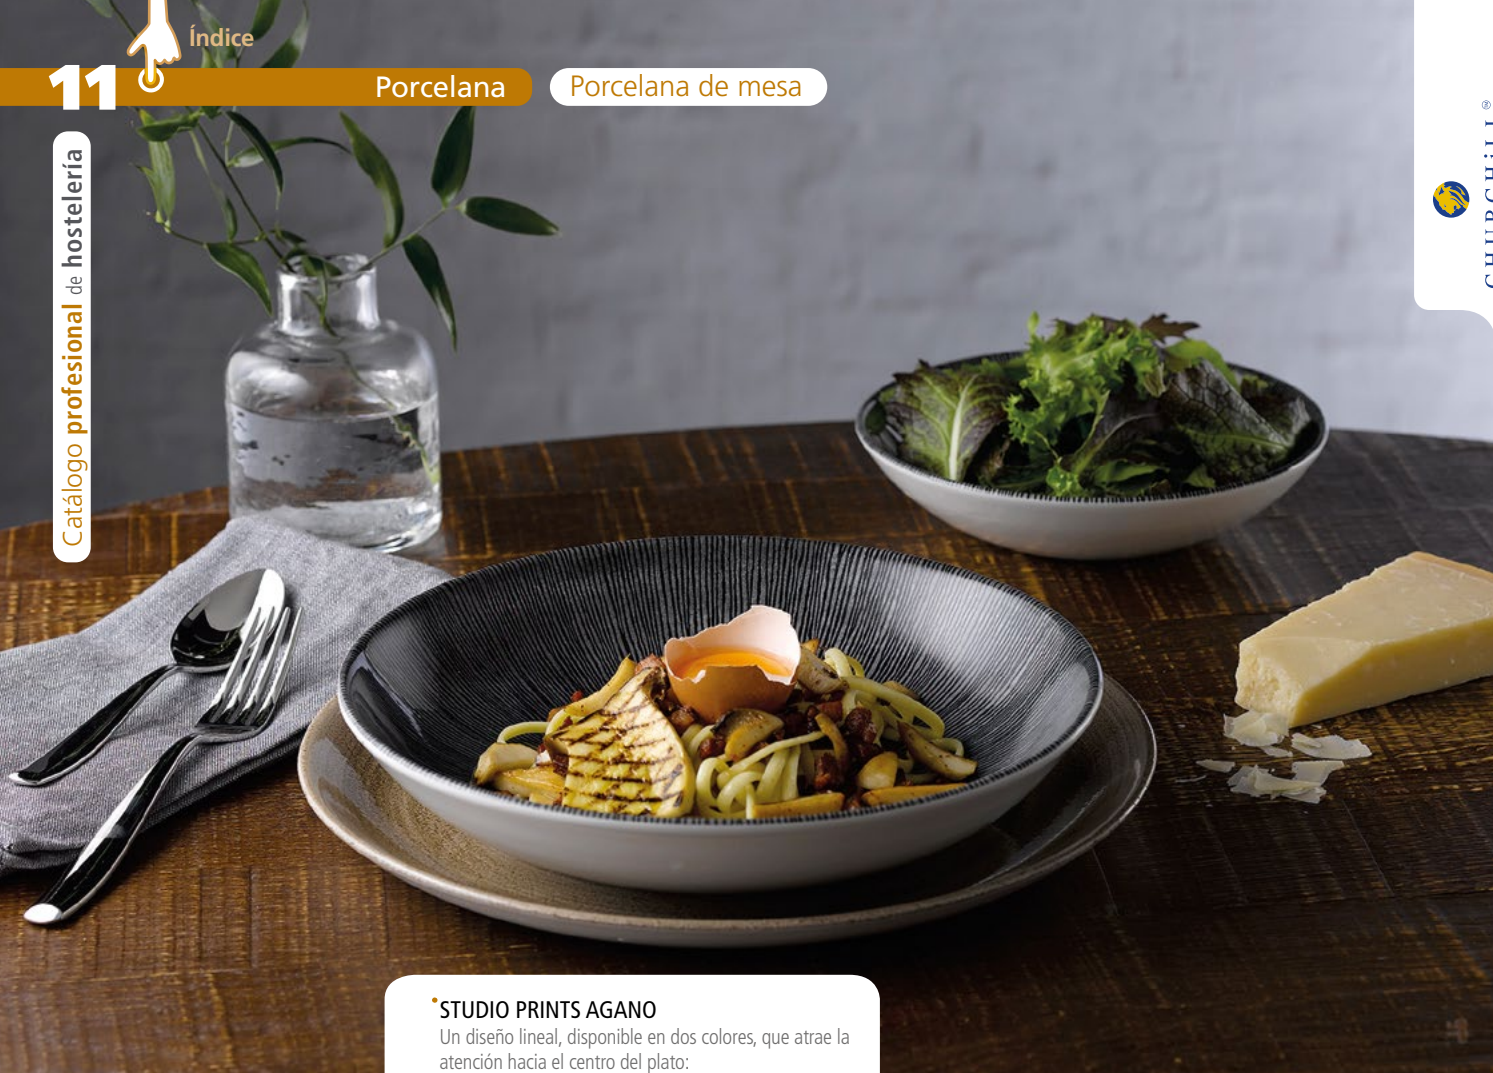 Índice
11
Porcelana
Porcelana de mesa
Catálogo profesional de hostelería
CHURCHiLL®
STUDIO PRINTS AGANO
Un diseño lineal, disponible en dos colores, que atrae la
atención hacia el centro del plato: